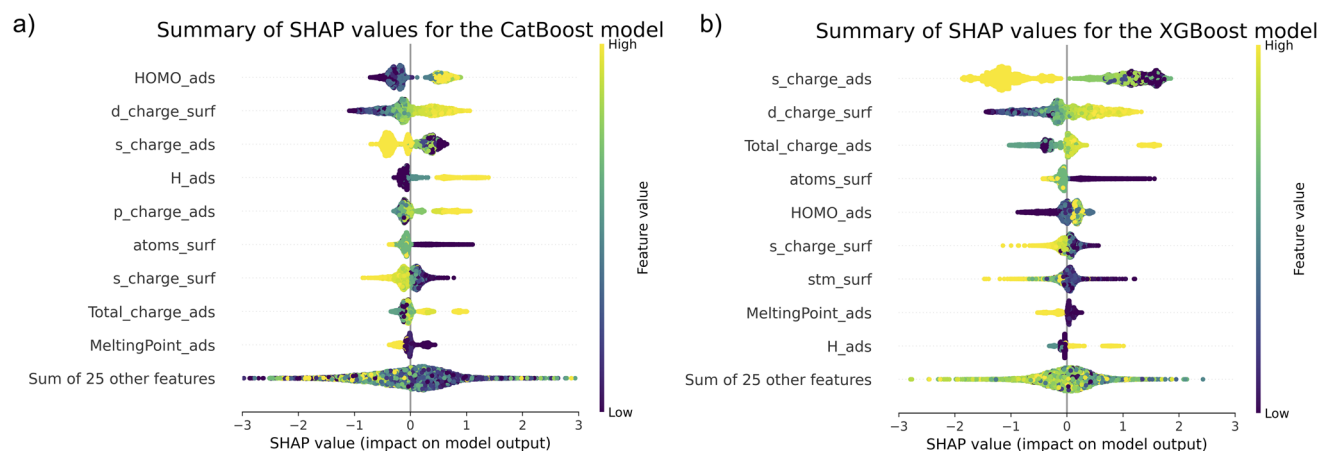 a)
Summary of SHAP values for the CatBoost model
High
HOMO_ads
d_charge_surf
s_charge_ads
H_ads
p_charge_ads
atoms_surf
s_charge_surf
Total_charge_ads
MeltingPoint_ads
Sum of 25 other features
Feature value
Low
−3 −2 −1 0 1 2 3
SHAP value (impact on model output)
b)
Summary of SHAP values for the XGBoost model
High
s_charge_ads
d_charge_surf
Total_charge_ads
atoms_surf
HOMO_ads
s_charge_surf
stm_surf
MeltingPoint_ads
H_ads
Sum of 25 other features
Feature value
Low
−3 −2 −1 0 1 2 3
SHAP value (impact on model output)